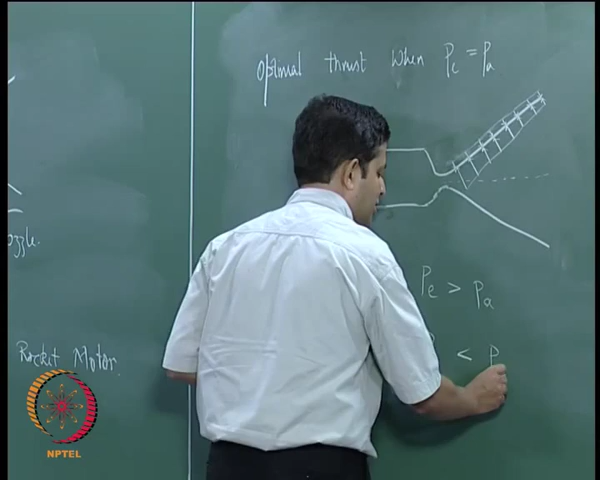 Optimal thrust when Pe = Pa
Pe > Pa
< P
Rocket Motor.
NPTEL